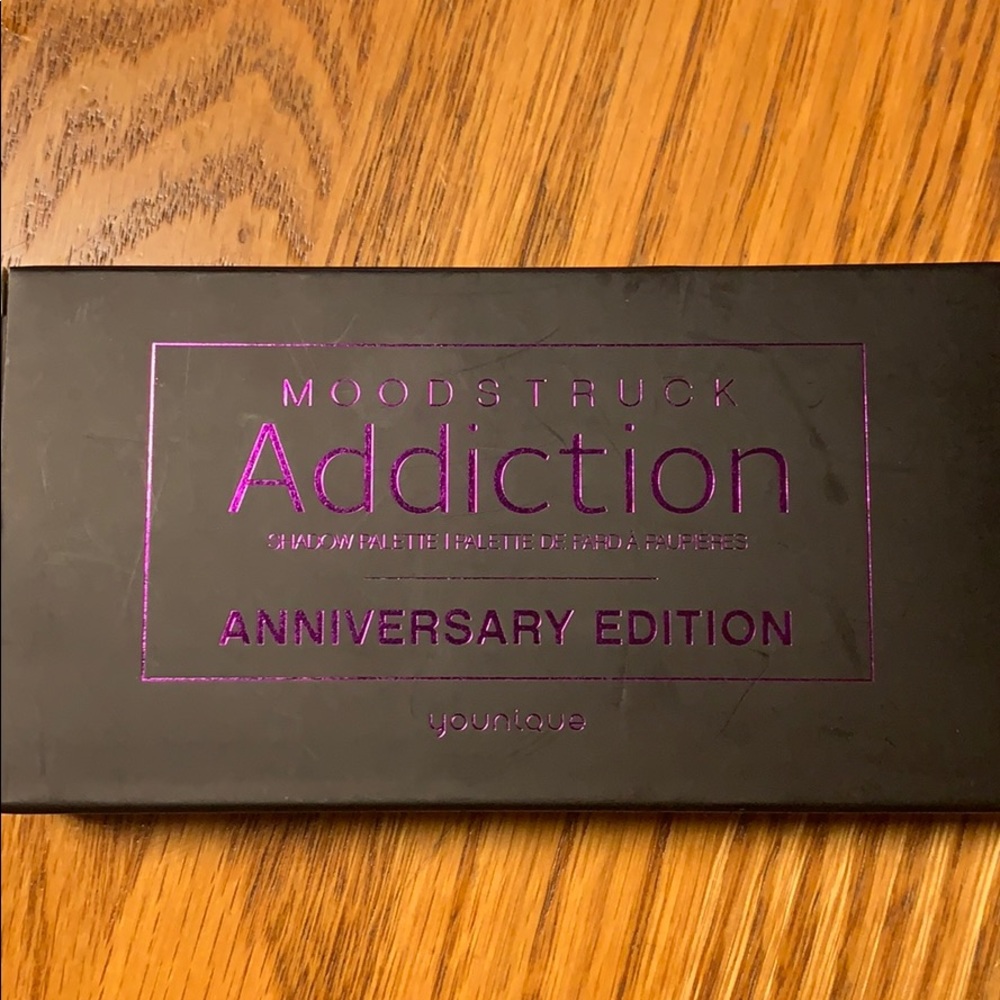 MOODSTRUCK
Addiction
SHADOW PALETTE | PALETTE DE FARD À PAUPIÈRES
ANNIVERSARY EDITION
younique